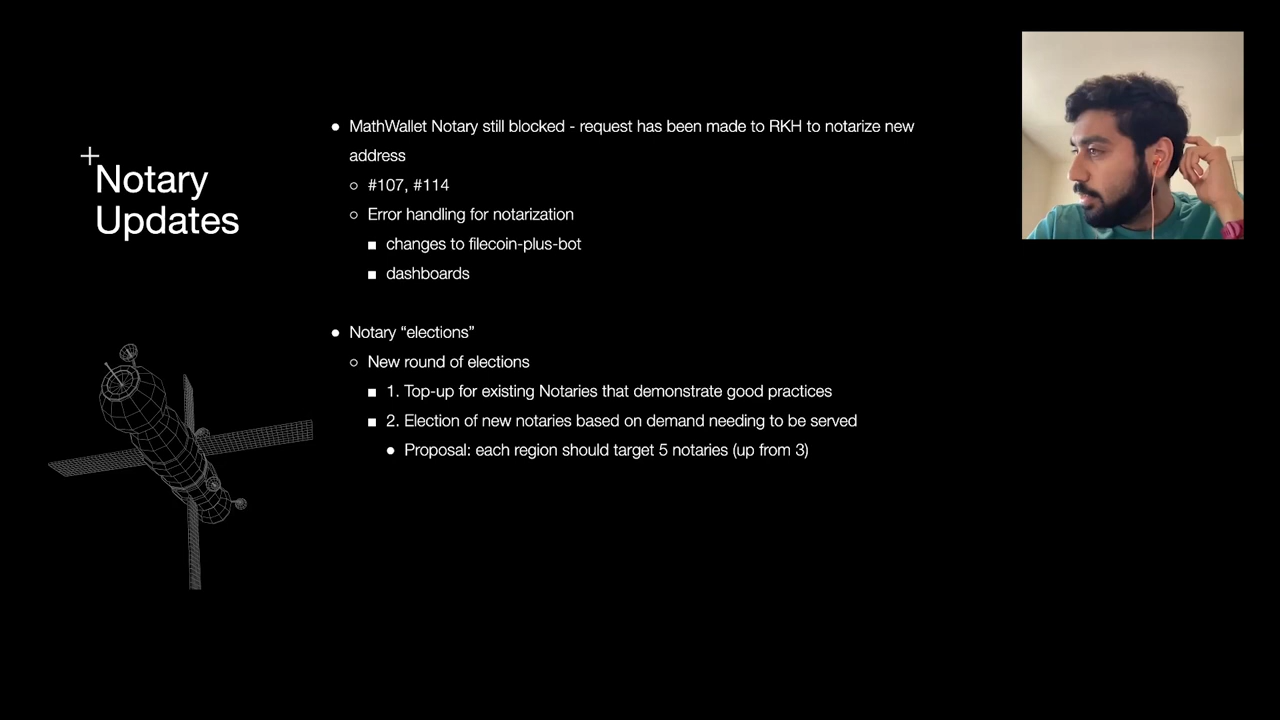 Notary
Updates
● MathWallet Notary still blocked - request has been made to RKH to notarize new
address
○ #107, #114
○ Error handling for notarization
■ changes to filecoin-plus-bot
■ dashboards
● Notary “elections”
○ New round of elections
■ 1. Top-up for existing Notaries that demonstrate good practices
■ 2. Election of new notaries based on demand needing to be served
● Proposal: each region should target 5 notaries (up from 3)